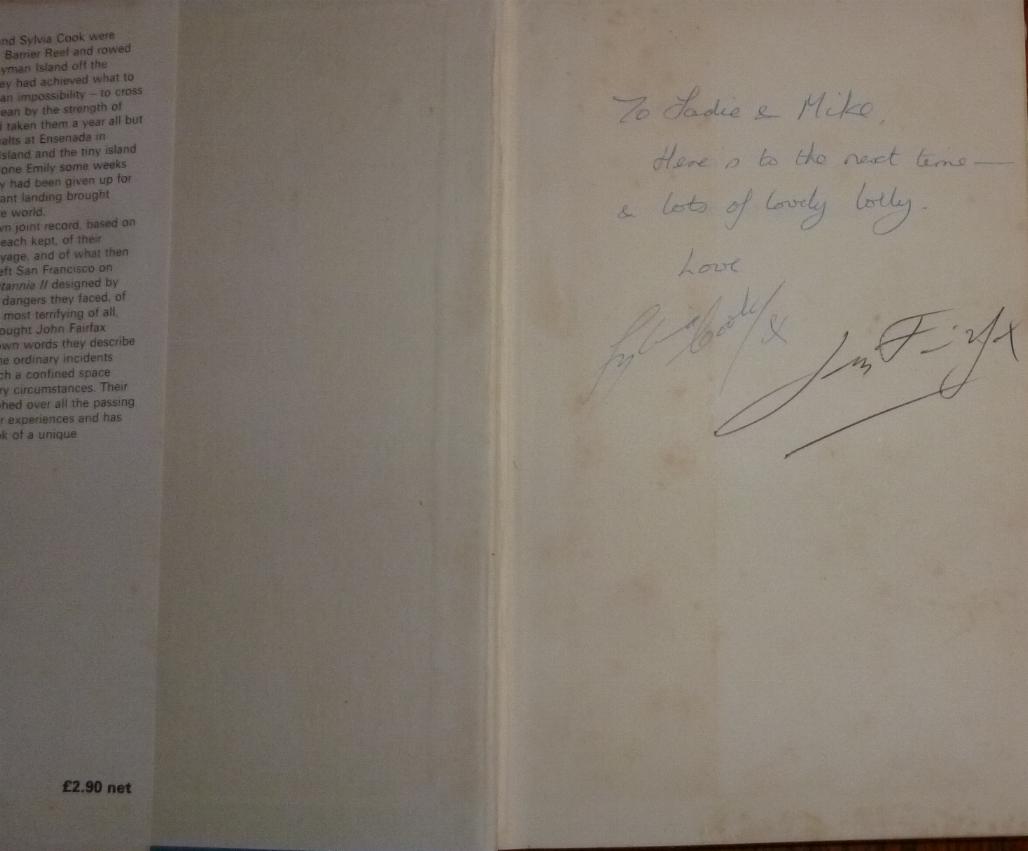 nd Sylvia Cook were
Barrier Reef and rowed
yman Island off the
ey had achieved what to
an impossibility – to cross
ean by the strength of
taken them a year all but
alts at Ensenada in
sland and the tiny island
one Emily some weeks
y had been given up for
ant landing brought
e world.
vn joint record, based on
each kept, of their
yage, and of what then
eft San Francisco on
tannia II designed by
dangers they faced, of
most terrifying of all,
ought John Fairfax
own words they describe
ne ordinary incidents
ch a confined space
ry circumstances. Their
hed over all the passing
r experiences and has
k of a unique
£2.90 net
To Sadie & Mike,
Here's to the next time —
& lots of lovely lolly.
Love
Sylvia Cook x